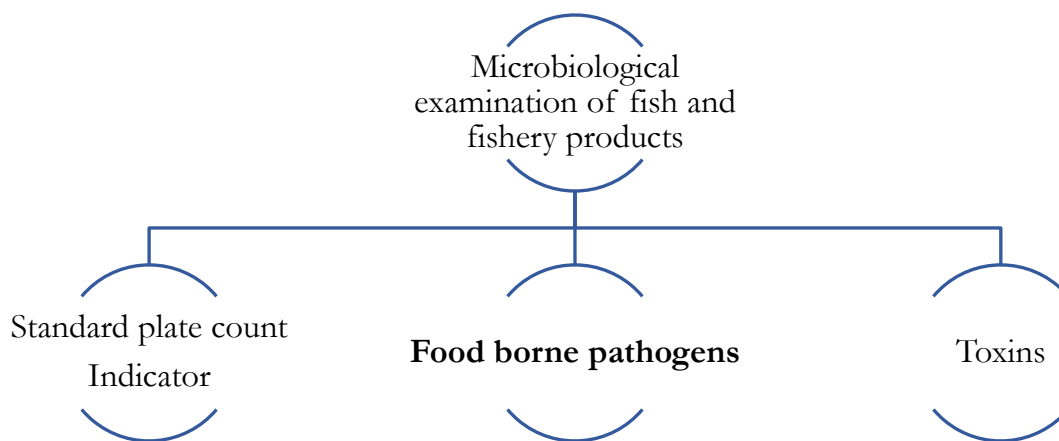 Microbiological
examination of fish and
fishery products
Standard plate count
Indicator
Food borne pathogens
Toxins